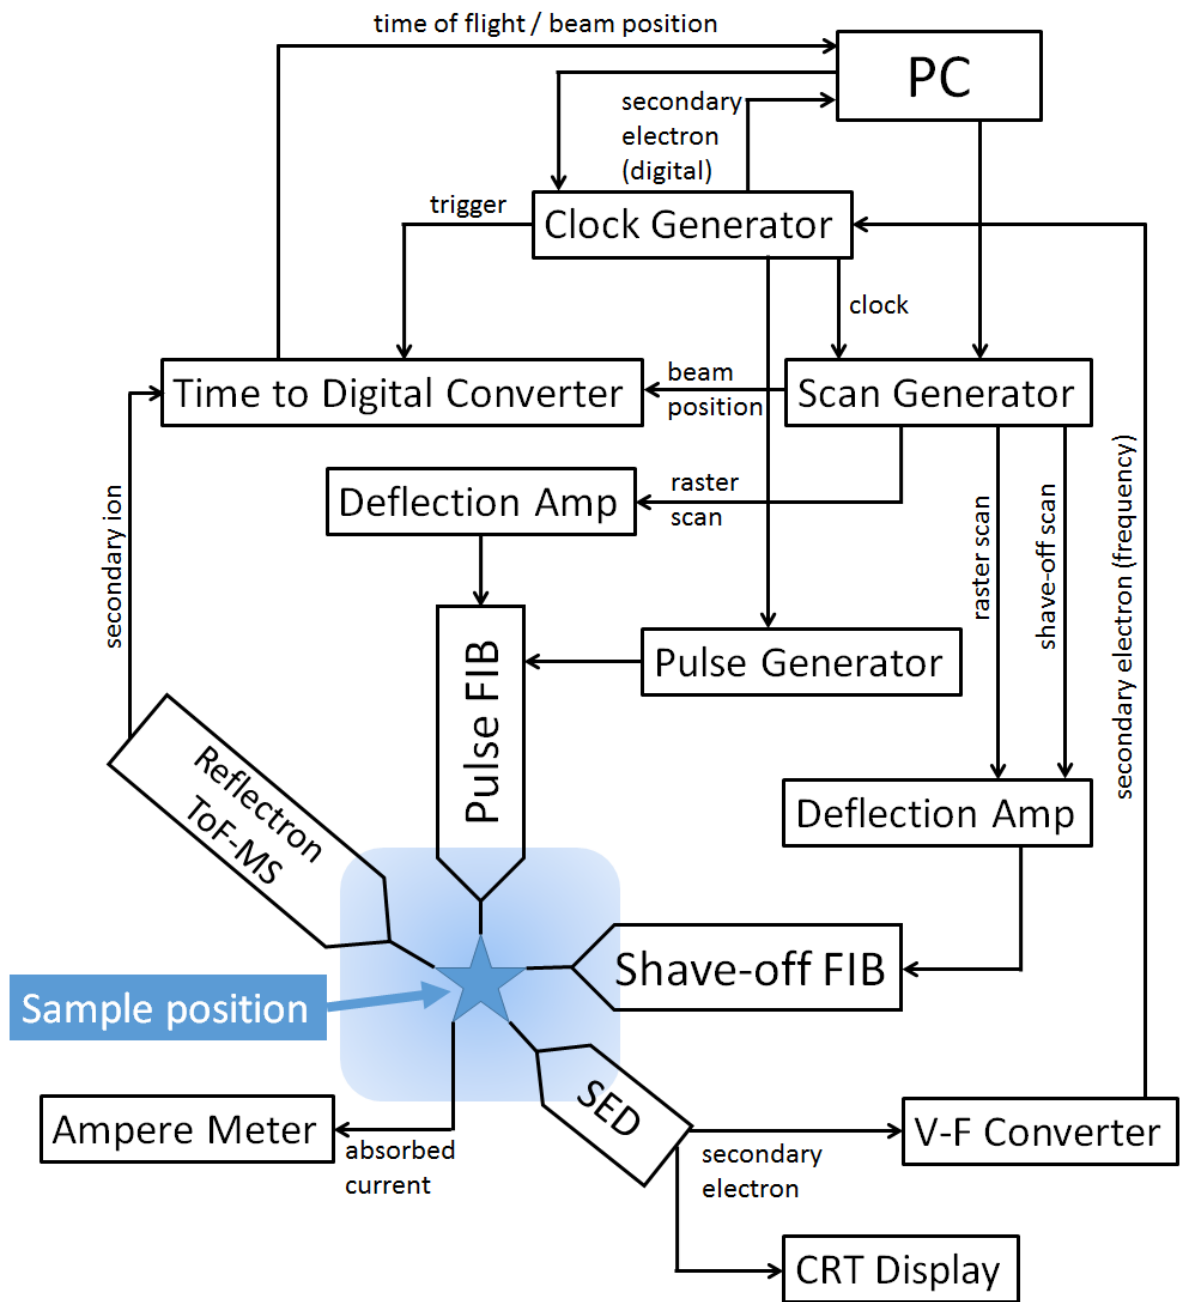 time of flight / beam position
PC
secondary
electron
(digital)
trigger
Clock Generator
clock
Time to Digital Converter
beam
position
Scan Generator
Deflection Amp
raster
scan
secondary ion
raster scan
shave-off scan
secondary electron (frequency)
Pulse FIB
Pulse Generator
Reflectron
ToF-MS
Deflection Amp
Shave-off FIB
Sample position
SED
Ampere Meter
absorbed
current
secondary
electron
V-F Converter
CRT Display